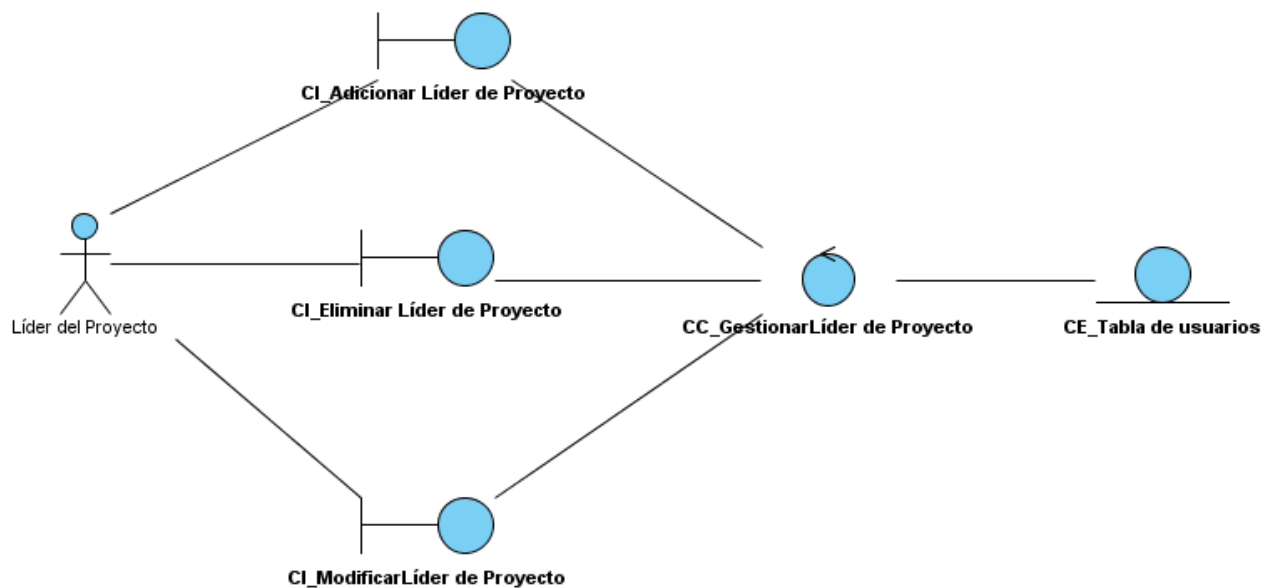 CI_Adicionar Líder de Proyecto
Líder del Proyecto
CI_Eliminar Líder de Proyecto
CC_GestionarLíder de Proyecto
CE_Tabla de usuarios
CI_ModificarLíder de Proyecto